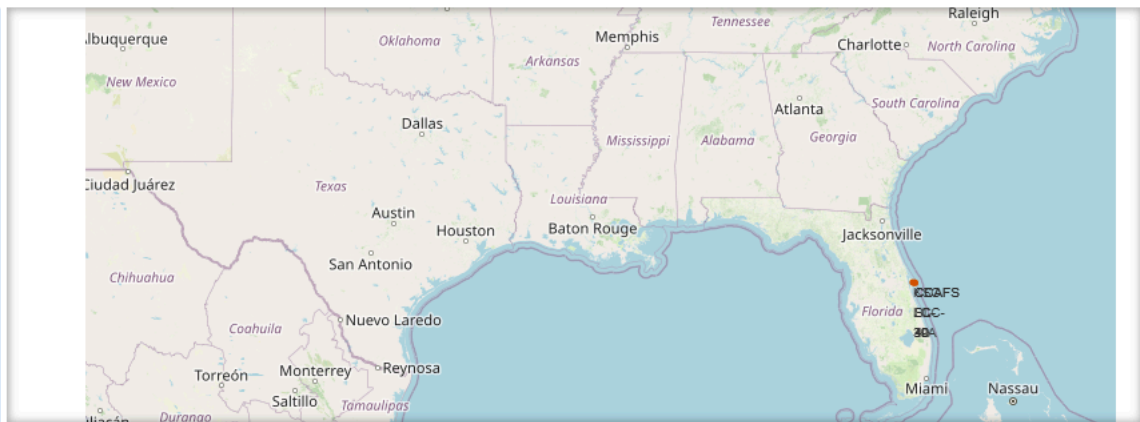 Raleigh
Tennessee
Albuquerque
Oklahoma
Memphis
Charlotte
North Carolina
Arkansas
New Mexico
Atlanta
South Carolina
Dallas
Mississippi
Alabama
Georgia
Ciudad Juárez
Texas
Louisiana
Austin
Houston
Baton Rouge
Jacksonville
San Antonio
Chihuahua
Florida
Nuevo Laredo
Coahuila
Reynosa
Monterrey
Torreón
Miami
Nassau
Saltillo
Tamaulipas
Durango